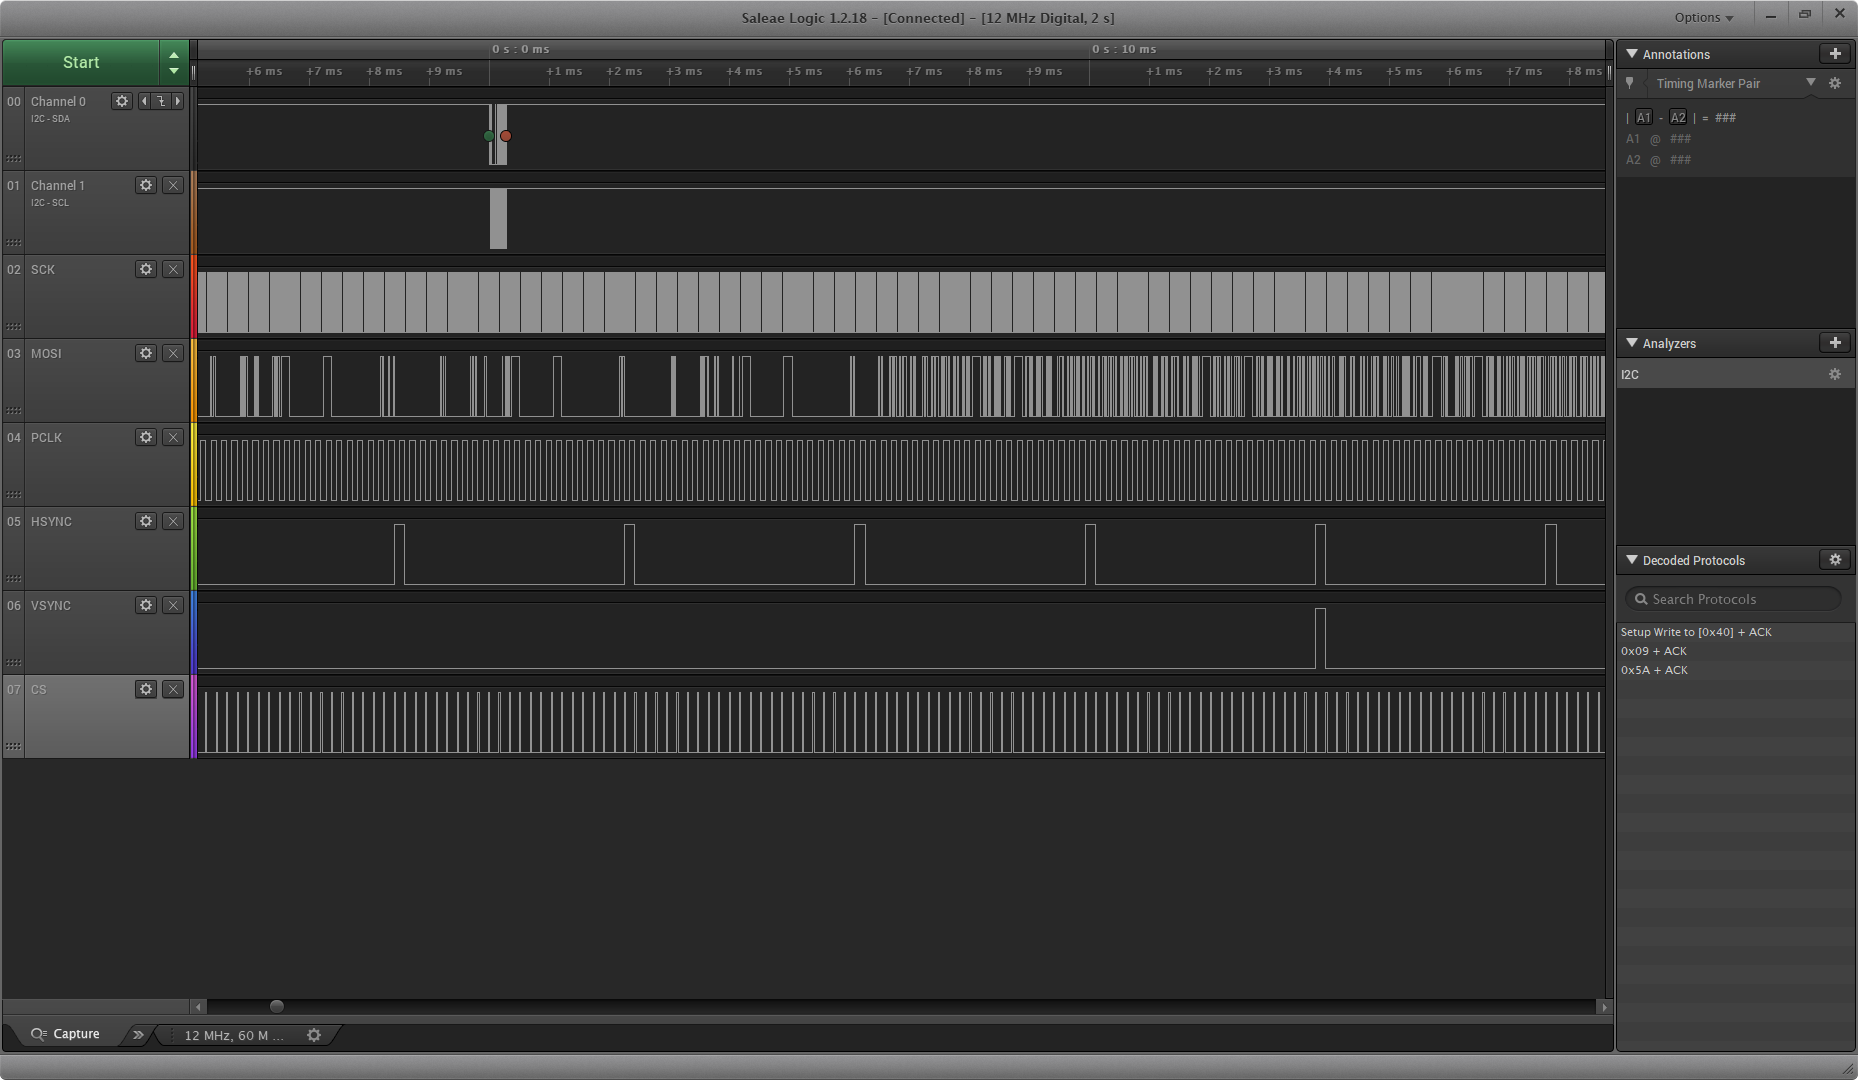 Saleae Logic 1.2.18 - [Connected] - [12 MHz Digital, 2 s]
Options
Start
0 s : 0 ms
0 s : 10 ms
+6 ms +7 ms +8 ms +9 ms +1 ms +2 ms +3 ms +4 ms +5 ms +6 ms +7 ms +8 ms +9 ms +1 ms +2 ms +3 ms +4 ms +5 ms +6 ms +7 ms +8 ms
00 Channel 0
I2C - SDA
01 Channel 1
I2C - SCL
02 SCK
03 MOSI
04 PCLK
05 HSYNC
06 VSYNC
07 CS
Capture
12 MHz, 60 M ...
Annotations
Timing Marker Pair
| A1 - A2 | = ###
A1 @ ###
A2 @ ###
Analyzers
I2C
Decoded Protocols
Search Protocols
Setup Write to [0x40] + ACK
0x09 + ACK
0x5A + ACK